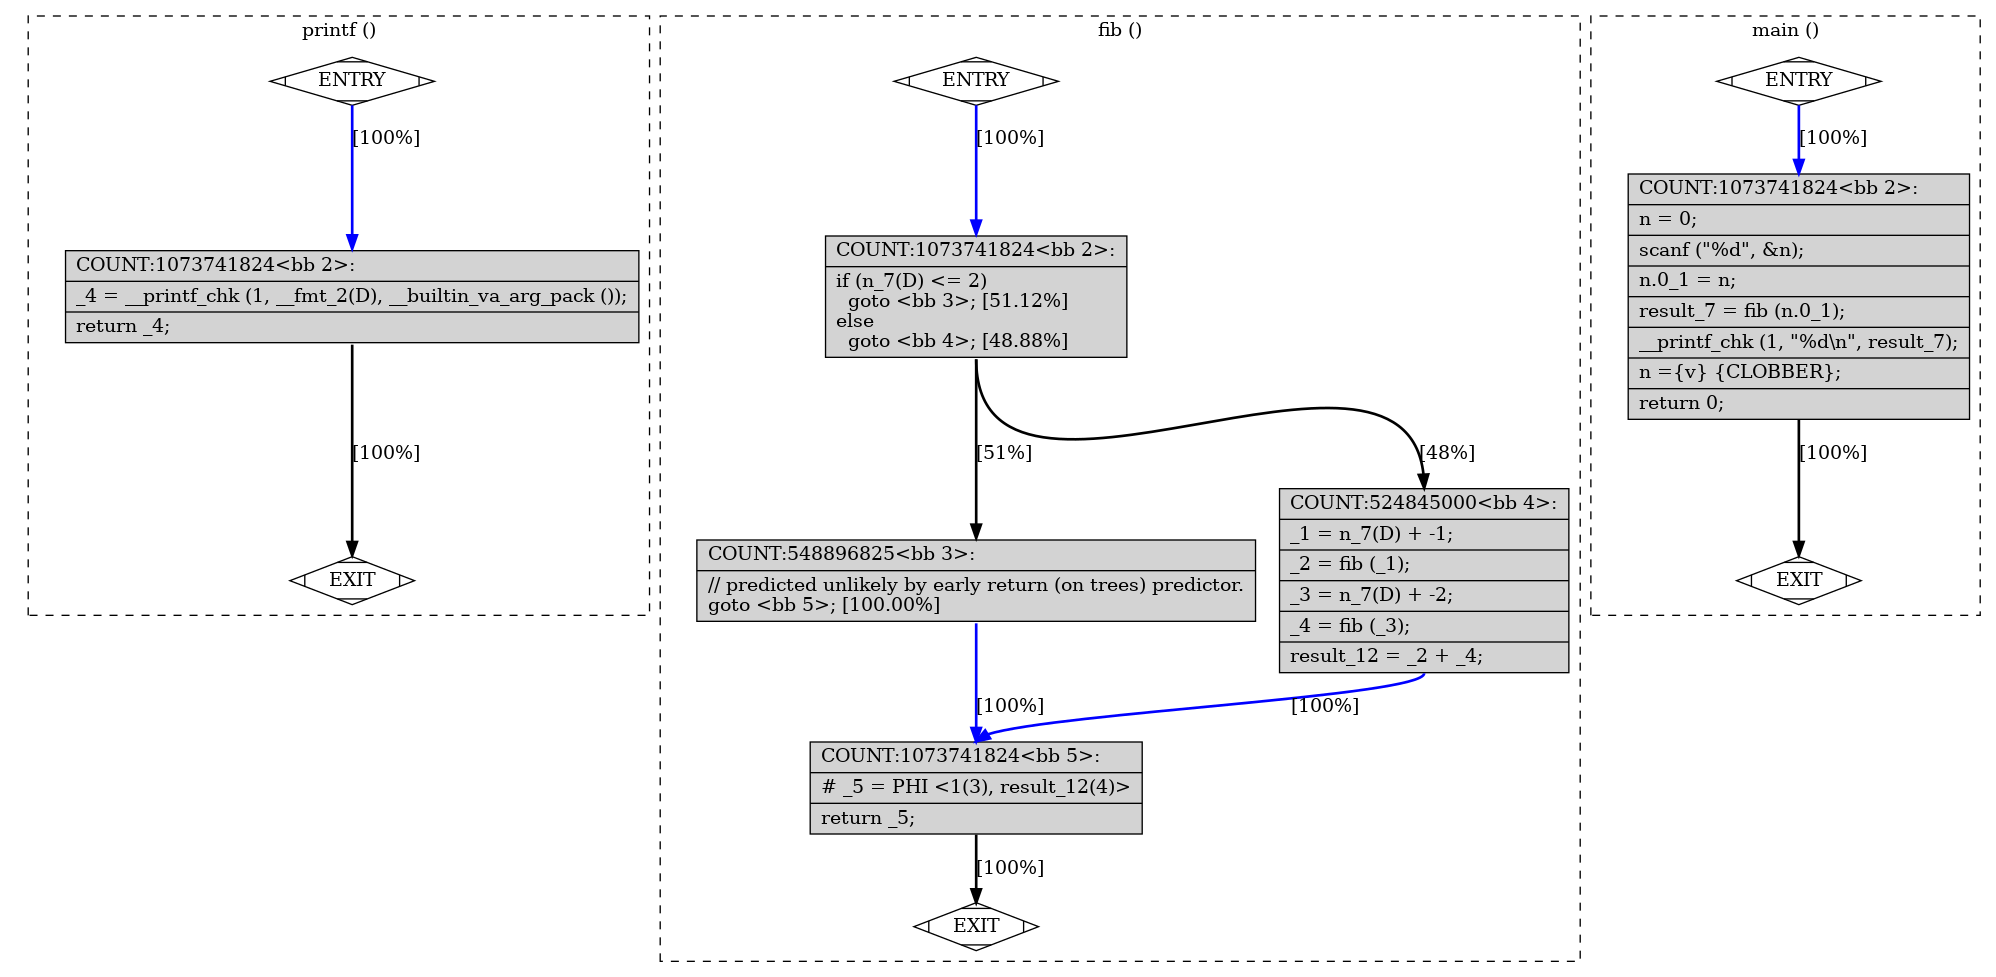 printf ()
ENTRY
[100%]
COUNT:1073741824<bb 2>:
_4 = __printf_chk (1, __fmt_2(D), __builtin_va_arg_pack ());
return _4;
[100%]
EXIT
fib ()
ENTRY
[100%]
COUNT:1073741824<bb 2>:
if (n_7(D) <= 2)
goto <bb 3>; [51.12%]
else
goto <bb 4>; [48.88%]
[51%]
[48%]
COUNT:548896825<bb 3>:
// predicted unlikely by early return (on trees) predictor.
goto <bb 5>; [100.00%]
COUNT:524845000<bb 4>:
_1 = n_7(D) + -1;
_2 = fib (_1);
_3 = n_7(D) + -2;
_4 = fib (_3);
result_12 = _2 + _4;
[100%]
[100%]
COUNT:1073741824<bb 5>:
# _5 = PHI <1(3), result_12(4)>
return _5;
[100%]
EXIT
main ()
ENTRY
[100%]
COUNT:1073741824<bb 2>:
n = 0;
scanf ("%d", &n);
n.0_1 = n;
result_7 = fib (n.0_1);
__printf_chk (1, "%d\n", result_7);
n ={v} {CLOBBER};
return 0;
[100%]
EXIT